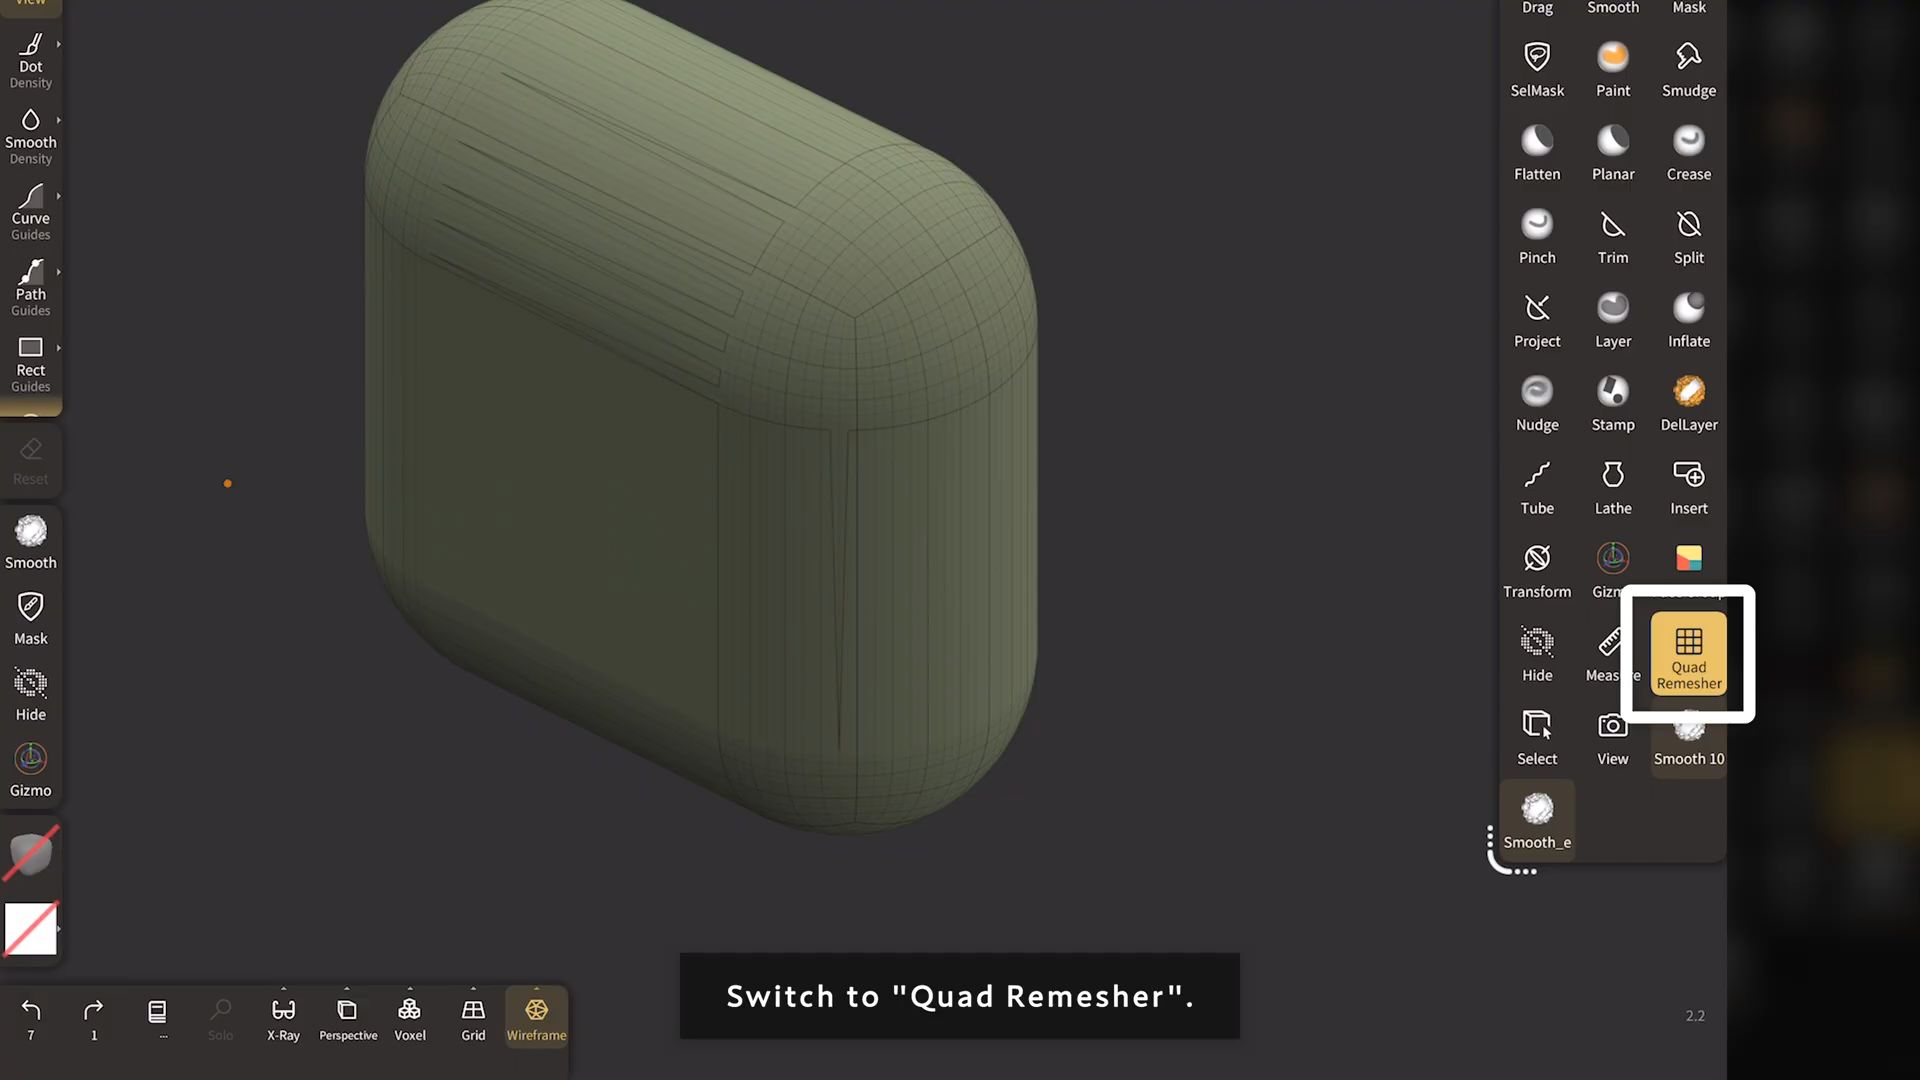 View
Dot
Density
Smooth
Density
Curve
Guides
Path
Guides
Rect
Guides
Reset
Smooth
Mask
Hide
Gizmo
7
1
...
Solo
X-Ray
Perspective
Voxel
Grid
Wireframe
Drag
Smooth
Mask
SelMask
Paint
Smudge
Flatten
Planar
Crease
Pinch
Trim
Split
Project
Layer
Inflate
Nudge
Stamp
DelLayer
Tube
Lathe
Insert
Transform
Gizm
Hide
Measure
Quad
Remesher
Select
View
Smooth 10
Smooth_e
Switch to "Quad Remesher".
2.2